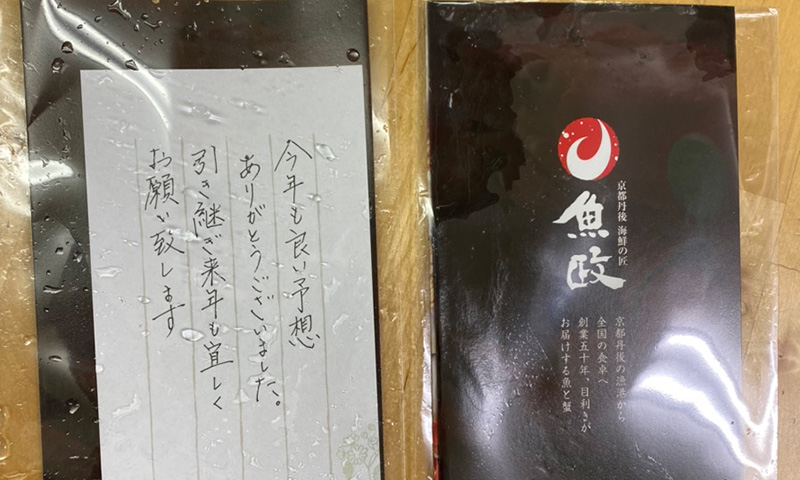 今年も良い予想
ありがとうございました。
引き継ぎ来年も宜しく
お願い致します
京都丹後 海鮮の匠
魚政
京都丹後の漁港から
全国の食卓へ
創業五十年、目利きが
お届けする魚と蟹